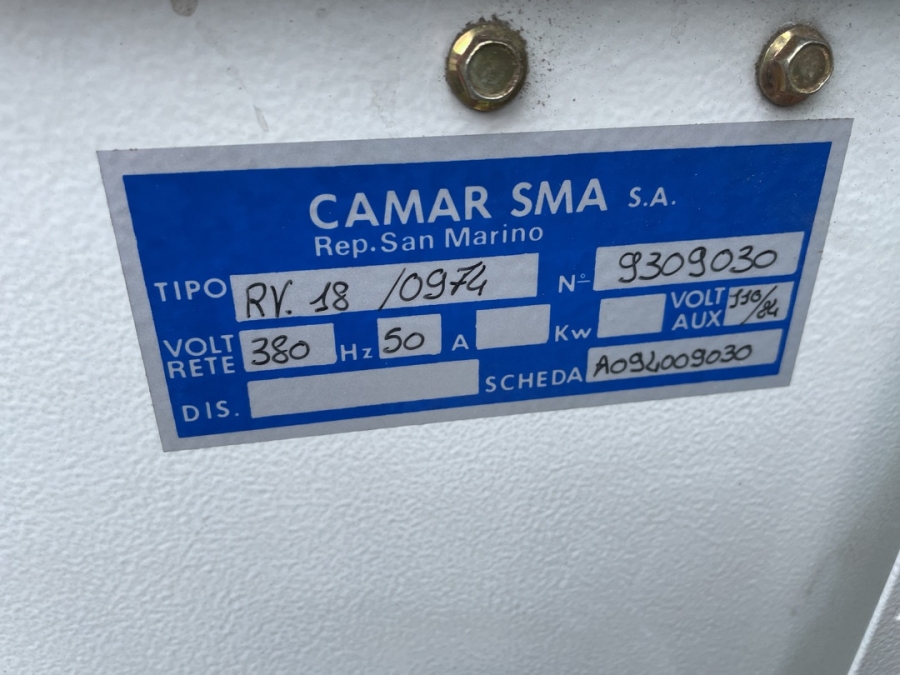 CAMAR SMA S.A.
Rep. San Marino
TIPO RV. 18 /0974 N° 9309030
VOLT RETE 380 Hz 50 A Kw VOLT AUX 110/24
DIS. SCHEDA A094009030